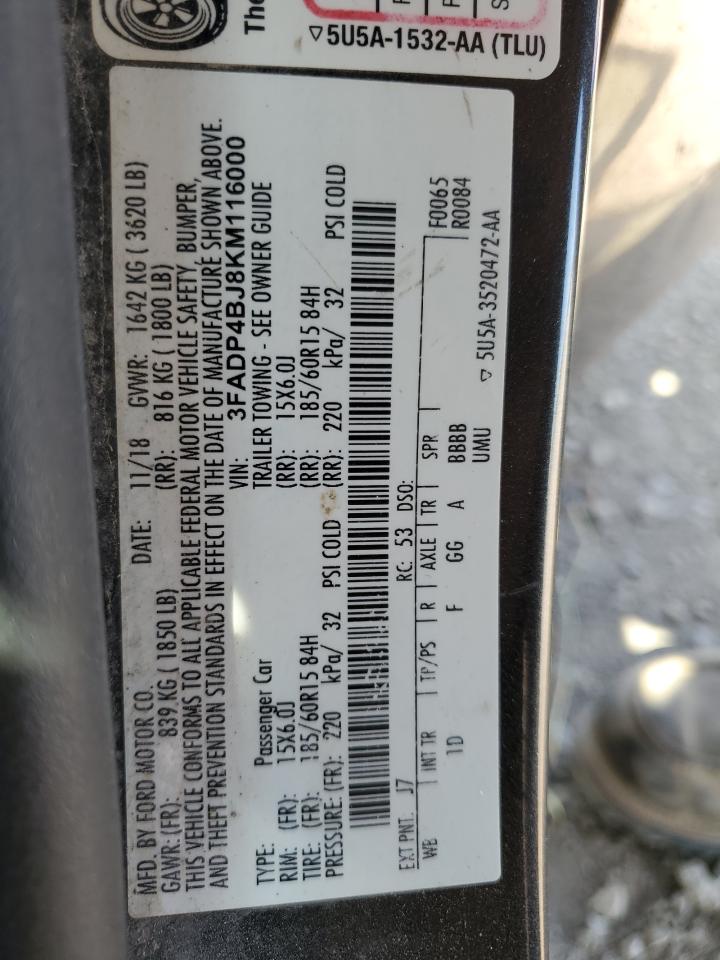 The
▽ 5U5A-1532-AA (TLU)
MFD. BY FORD MOTOR CO. DATE: 11/18 GVWR: 1642 KG ( 3620 LB)
GAWR: (FR): 839 KG ( 1850 LB) (RR): 816 KG ( 1800 LB)
THIS VEHICLE CONFORMS TO ALL APPLICABLE FEDERAL MOTOR VEHICLE SAFETY, BUMPER,
AND THEFT PREVENTION STANDARDS IN EFFECT ON THE DATE OF MANUFACTURE SHOWN ABOVE.
VIN: 3FADP4BJ8KM116000
TYPE: Passenger Car TRAILER TOWING - SEE OWNER GUIDE
RIM: (FR): 15X6.0J (RR): 15X6.0J
TIRE: (FR): 185/60R15 84H (RR): 185/60R15 84H
PRESSURE: (FR): 220 kPa/ 32 PSI COLD (RR): 220 kPa/ 32 PSI COLD
EXT PNT: J7 RC: 53 DSO:
WB INT TR TP/PS R AXLE TR SPR F0065
1D F GG A BBBB R0084
UMU
▽ 5U5A-3520472-AA